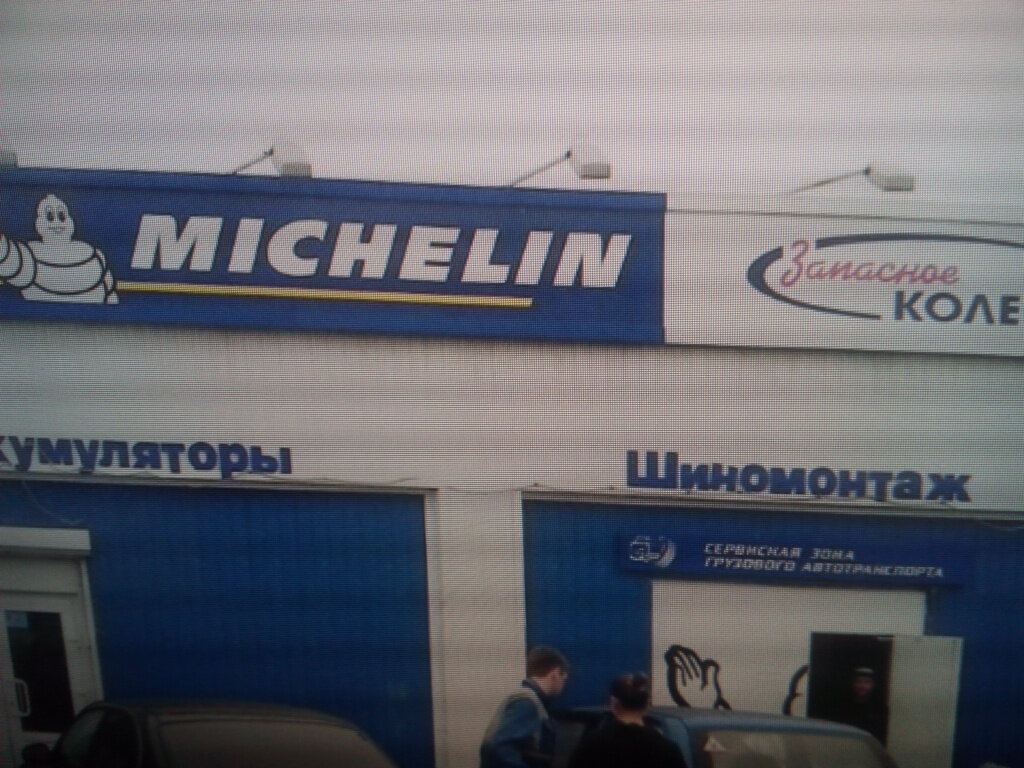 MICHELIN
Запасное
КОЛЕ
кумуляторы
Шиномонтаж
СЕРВИСНАЯ ЗОНА
ГРУЗОВОГО АВТОТРАНСПОРТА